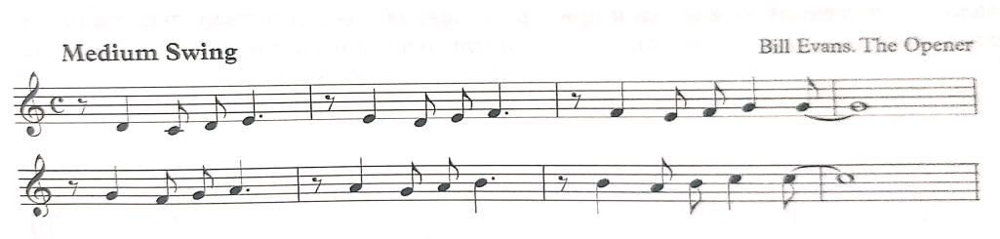 Medium Swing
Bill Evans. The Opener